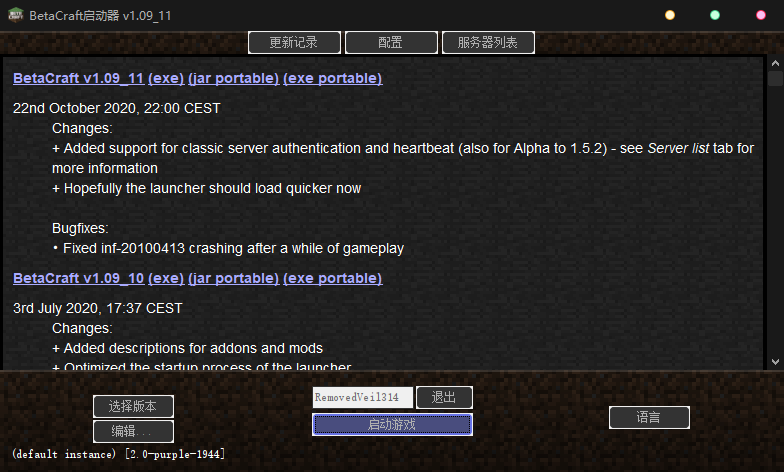 BetaCraft启动器 v1.09_11
更新记录 配置 服务器列表
BetaCraft v1.09_11 (exe) (jar portable) (exe portable)
22nd October 2020, 22:00 CEST
Changes:
+ Added support for classic server authentication and heartbeat (also for Alpha to 1.5.2) - see Server list tab for
more information
+ Hopefully the launcher should load quicker now
Bugfixes:
• Fixed inf-20100413 crashing after a while of gameplay
BetaCraft v1.09_10 (exe) (jar portable) (exe portable)
3rd July 2020, 17:37 CEST
Changes:
+ Added descriptions for addons and mods
+ Optimized the startup process of the launcher
选择版本
编辑...
RemovedVeil314 退出
启动游戏
语言
(default instance) [2.0-purple-1944]